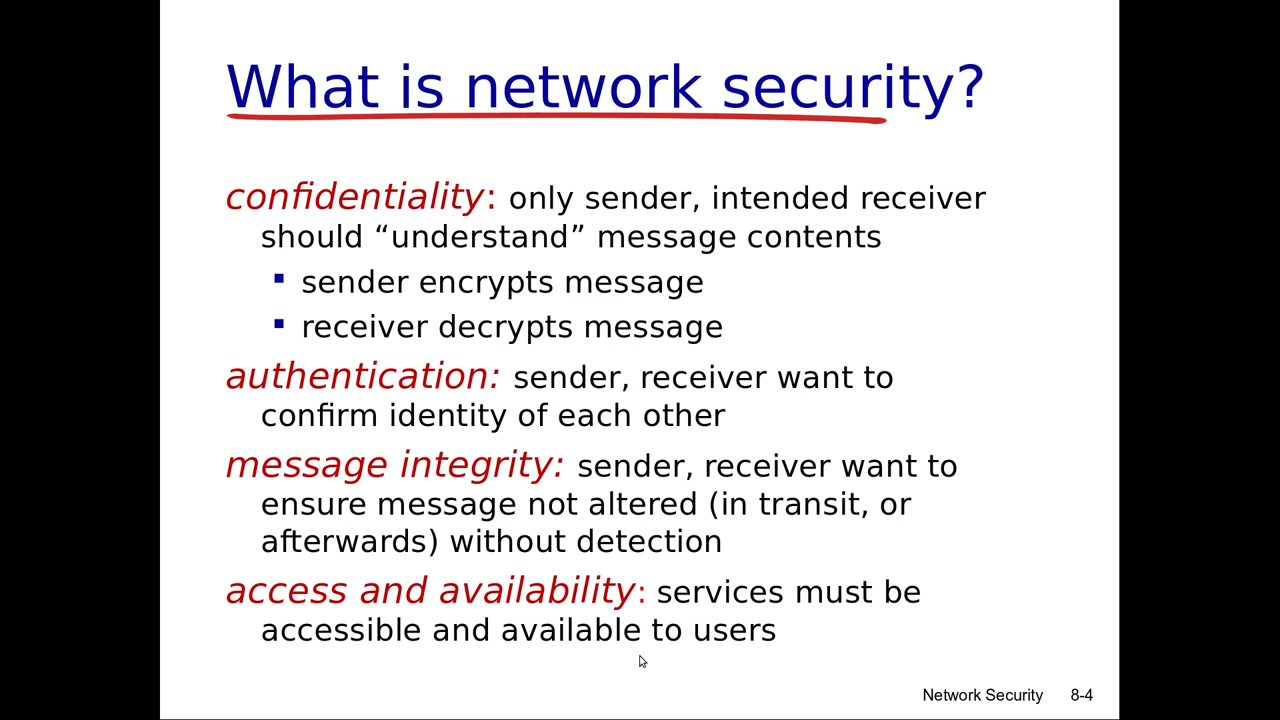 What is network security?
confidentiality: only sender, intended receiver
should “understand” message contents
▪ sender encrypts message
▪ receiver decrypts message
authentication: sender, receiver want to
confirm identity of each other
message integrity: sender, receiver want to
ensure message not altered (in transit, or
afterwards) without detection
access and availability: services must be
accessible and available to users
Network Security 8-4